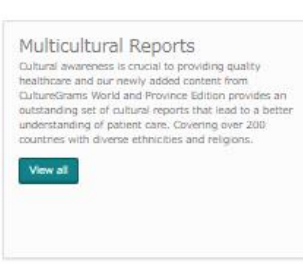 Multicultural Reports
Cultural awareness is crucial to providing quality
healthcare and our newly added content from
CultureGrams World and Province Edition provides an
outstanding set of cultural reports that lead to a better
understanding of patient care. Covering over 200
countries with diverse ethnicities and religions.
View all